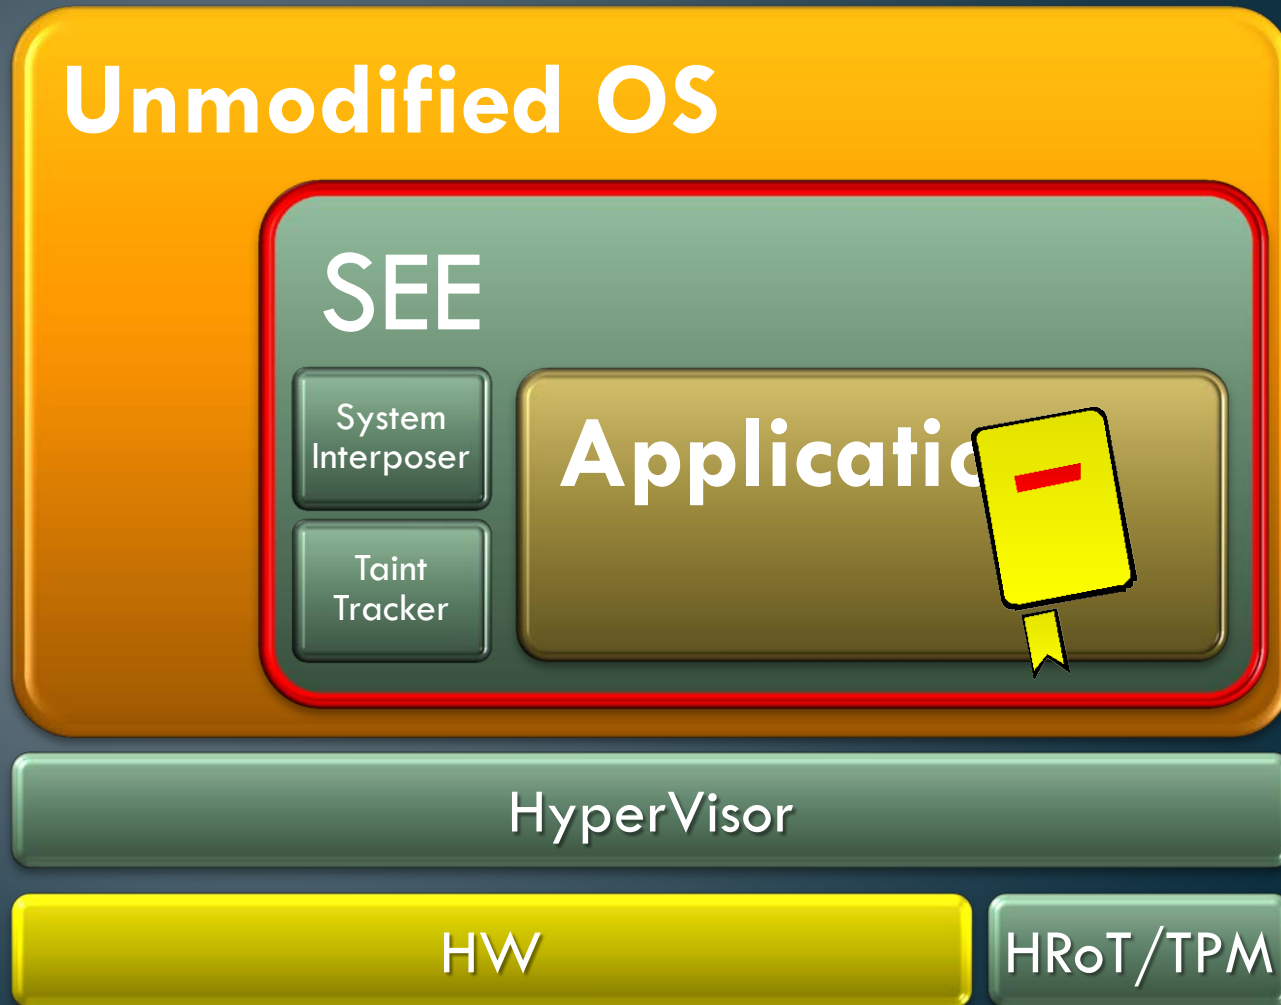 Unmodified OS
SEE
System
Interposer
Applicatio
Taint
Tracker
HyperVisor
HW
HRoT/TPM